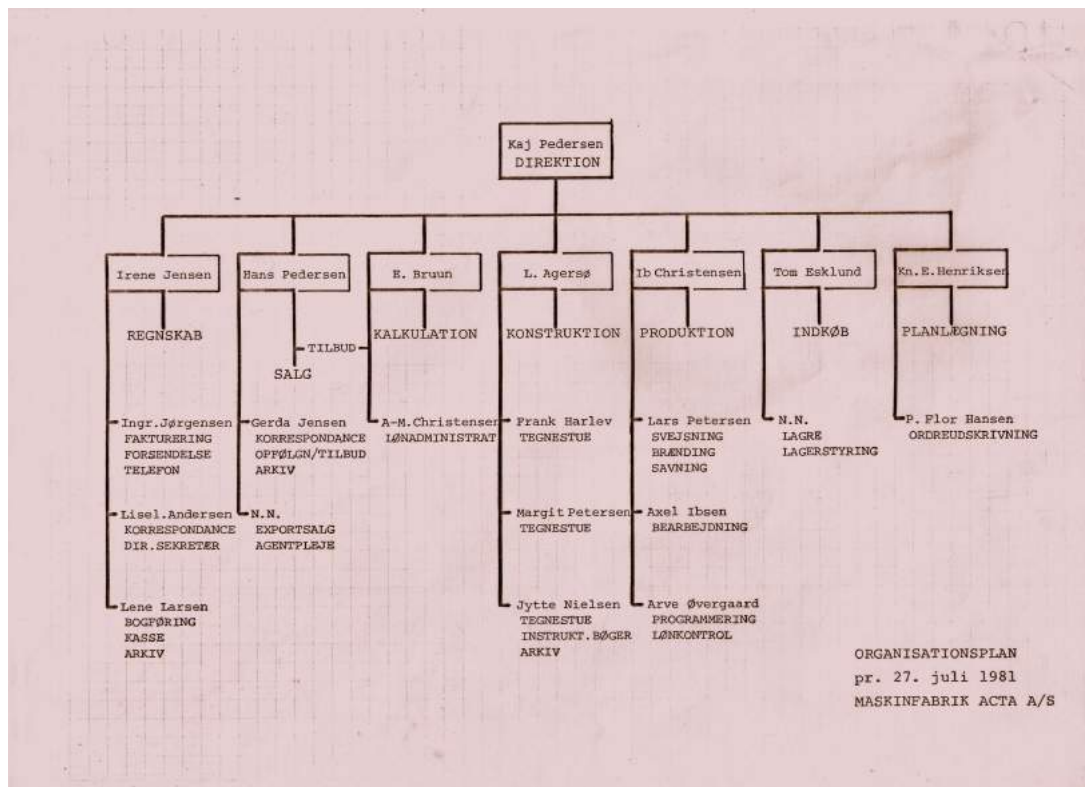 Kaj Pedersen
DIREKTION
Irene Jensen
REGNSKAB
Ingr.Jørgensen
FAKTURERING
FORSENDELSE
TELEFON
Lisel.Andersen
KORRESPONDANCE
DIR.SEKRETÆR
Lene Larsen
BOGFØRING
KASSE
ARKIV
Hans Pedersen
TILBUD
SALG
Gerda Jensen
KORRESPONDANCE
OPFØLGN/TILBUD
ARKIV
N.N.
EXPORTSALG
AGENTPLEJE
E. Bruun
KALKULATION
A-M.Christensen
LØNADMINISTRAT
L. Agersø
KONSTRUKTION
Frank Harlev
TEGNESTUE
Margit Petersen
TEGNESTUE
Jytte Nielsen
TEGNESTUE
INSTRUKT.BØGER
ARKIV
Ib Christensen
PRODUKTION
Lars Petersen
SVEJSNING
BRÆNDING
SAVNING
Axel Ibsen
BEARBEJDNING
Arve Øvergaard
PROGRAMMERING
LØNKONTROL
Tom Esklund
INDKØB
N.N.
LAGRE
LAGERSTYRING
Kn.E.Henriksen
PLANLÆGNING
P. Flor Hansen
ORDREUDSKRIVNING
ORGANISATIONSPLAN
pr. 27. juli 1981
MASKINFABRIK ACTA A/S